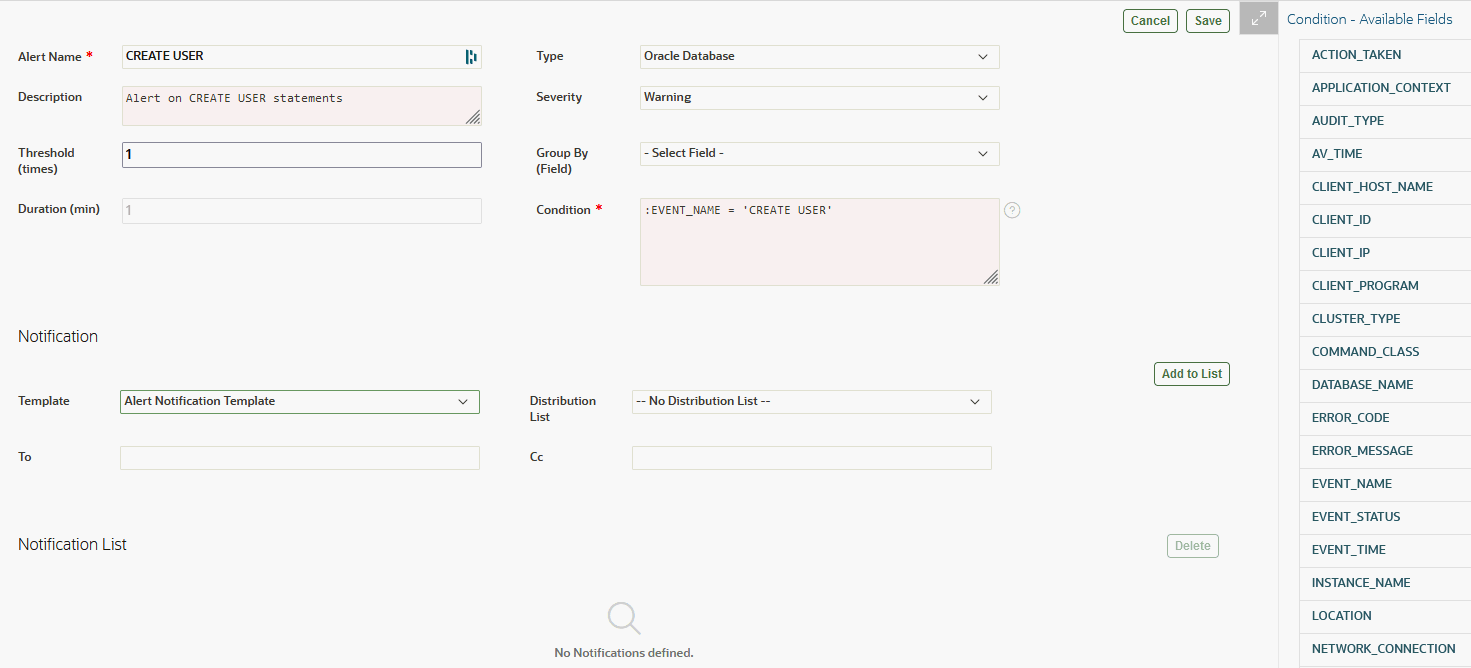 Cancel
Save
Condition - Available Fields
Alert Name *
CREATE USER
Type
Oracle Database
Description
Alert on CREATE USER statements
Severity
Warning
Threshold
(times)
1
Group By
(Field)
- Select Field -
Duration (min)
1
Condition *
:EVENT_NAME = 'CREATE USER'
?
Notification
Add to List
Template
Alert Notification Template
Distribution
List
-- No Distribution List --
To
Cc
Notification List
Delete
No Notifications defined.
ACTION_TAKEN
APPLICATION_CONTEXT
AUDIT_TYPE
AV_TIME
CLIENT_HOST_NAME
CLIENT_ID
CLIENT_IP
CLIENT_PROGRAM
CLUSTER_TYPE
COMMAND_CLASS
DATABASE_NAME
ERROR_CODE
ERROR_MESSAGE
EVENT_NAME
EVENT_STATUS
EVENT_TIME
INSTANCE_NAME
LOCATION
NETWORK_CONNECTION